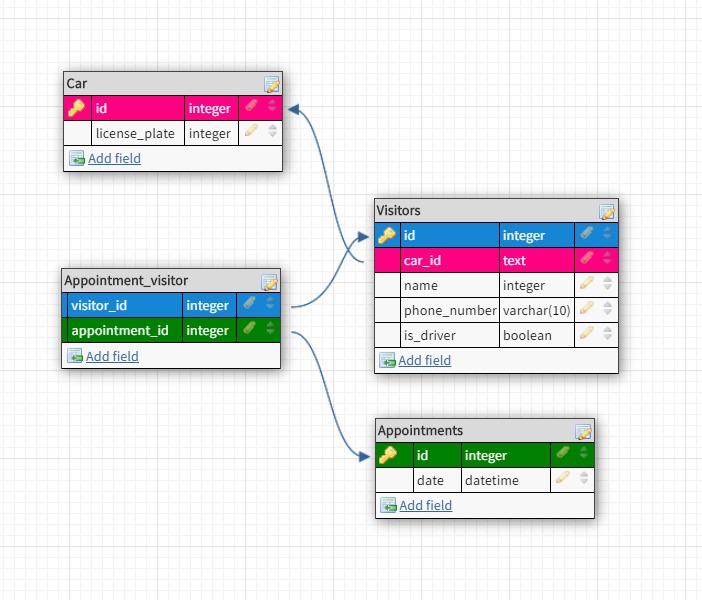 Car
id integer
license_plate integer
Add field
Visitors
id integer
car_id text
name integer
phone_number varchar(10)
is_driver boolean
Add field
Appointment_visitor
visitor_id integer
appointment_id integer
Add field
Appointments
id integer
date datetime
Add field